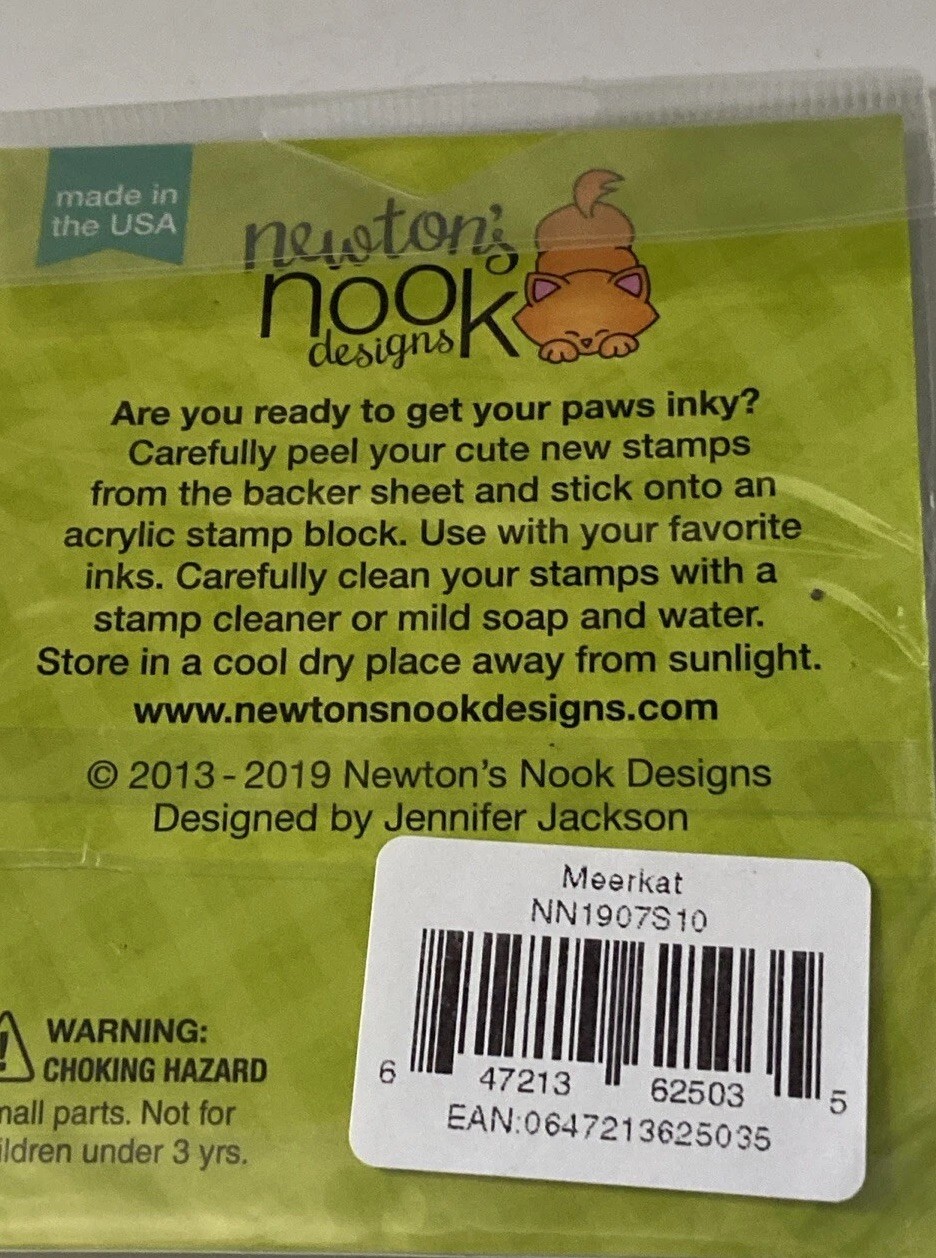 made in
the USA
newton's
nook
designs
Are you ready to get your paws inky?
Carefully peel your cute new stamps
from the backer sheet and stick onto an
acrylic stamp block. Use with your favorite
inks. Carefully clean your stamps with a
stamp cleaner or mild soap and water.
Store in a cool dry place away from sunlight.
www.newtonsnookdesigns.com
© 2013 - 2019 Newton's Nook Designs
Designed by Jennifer Jackson
Meerkat
NN1907S10
6 47213 62503 5
EAN:0647213625035
WARNING:
CHOKING HAZARD
parts. Not for
under 3 yrs.